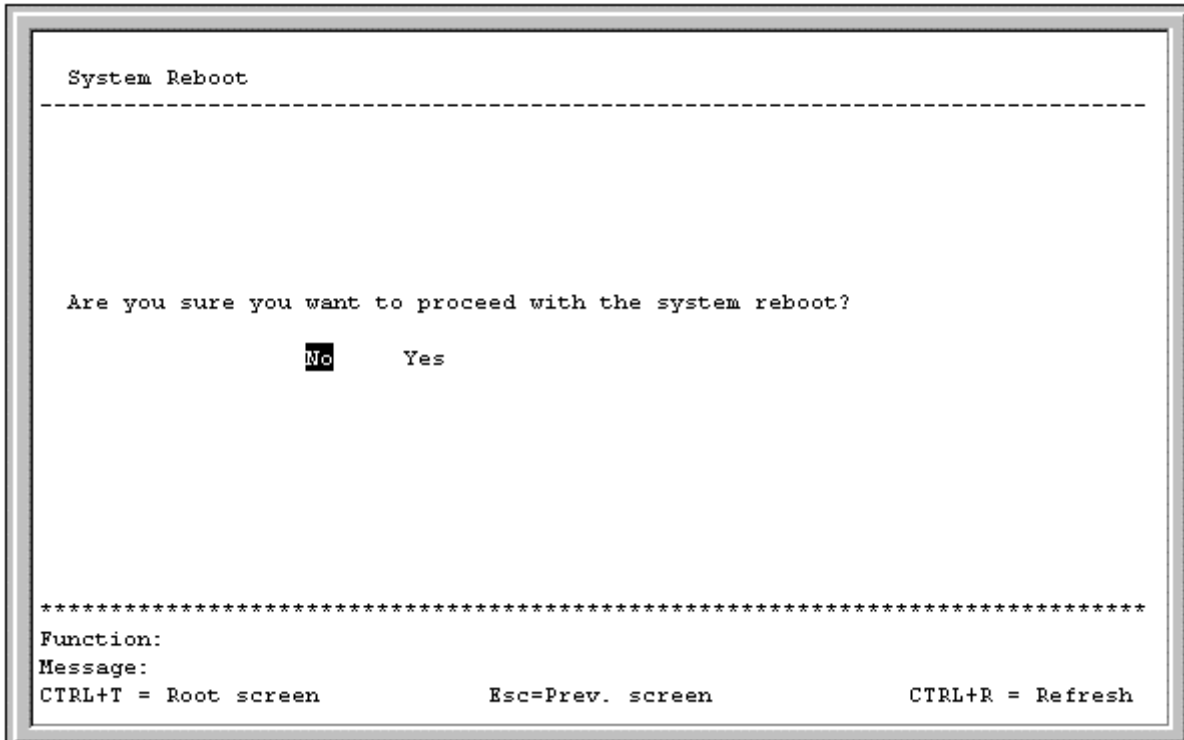 System Reboot
-------------------------------------------------------------------------------
Are you sure you want to proceed with the system reboot?
No Yes
*******************************************************************************
Function:
Message:
CTRL+T = Root screen Esc=Prev. screen CTRL+R = Refresh